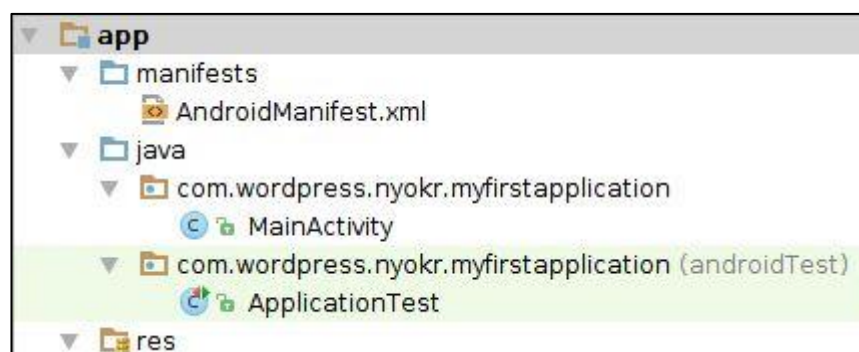 app
manifests
AndroidManifest.xml
java
com.wordpress.nyokr.myfirstapplication
MainActivity
com.wordpress.nyokr.myfirstapplication (androidTest)
ApplicationTest
res